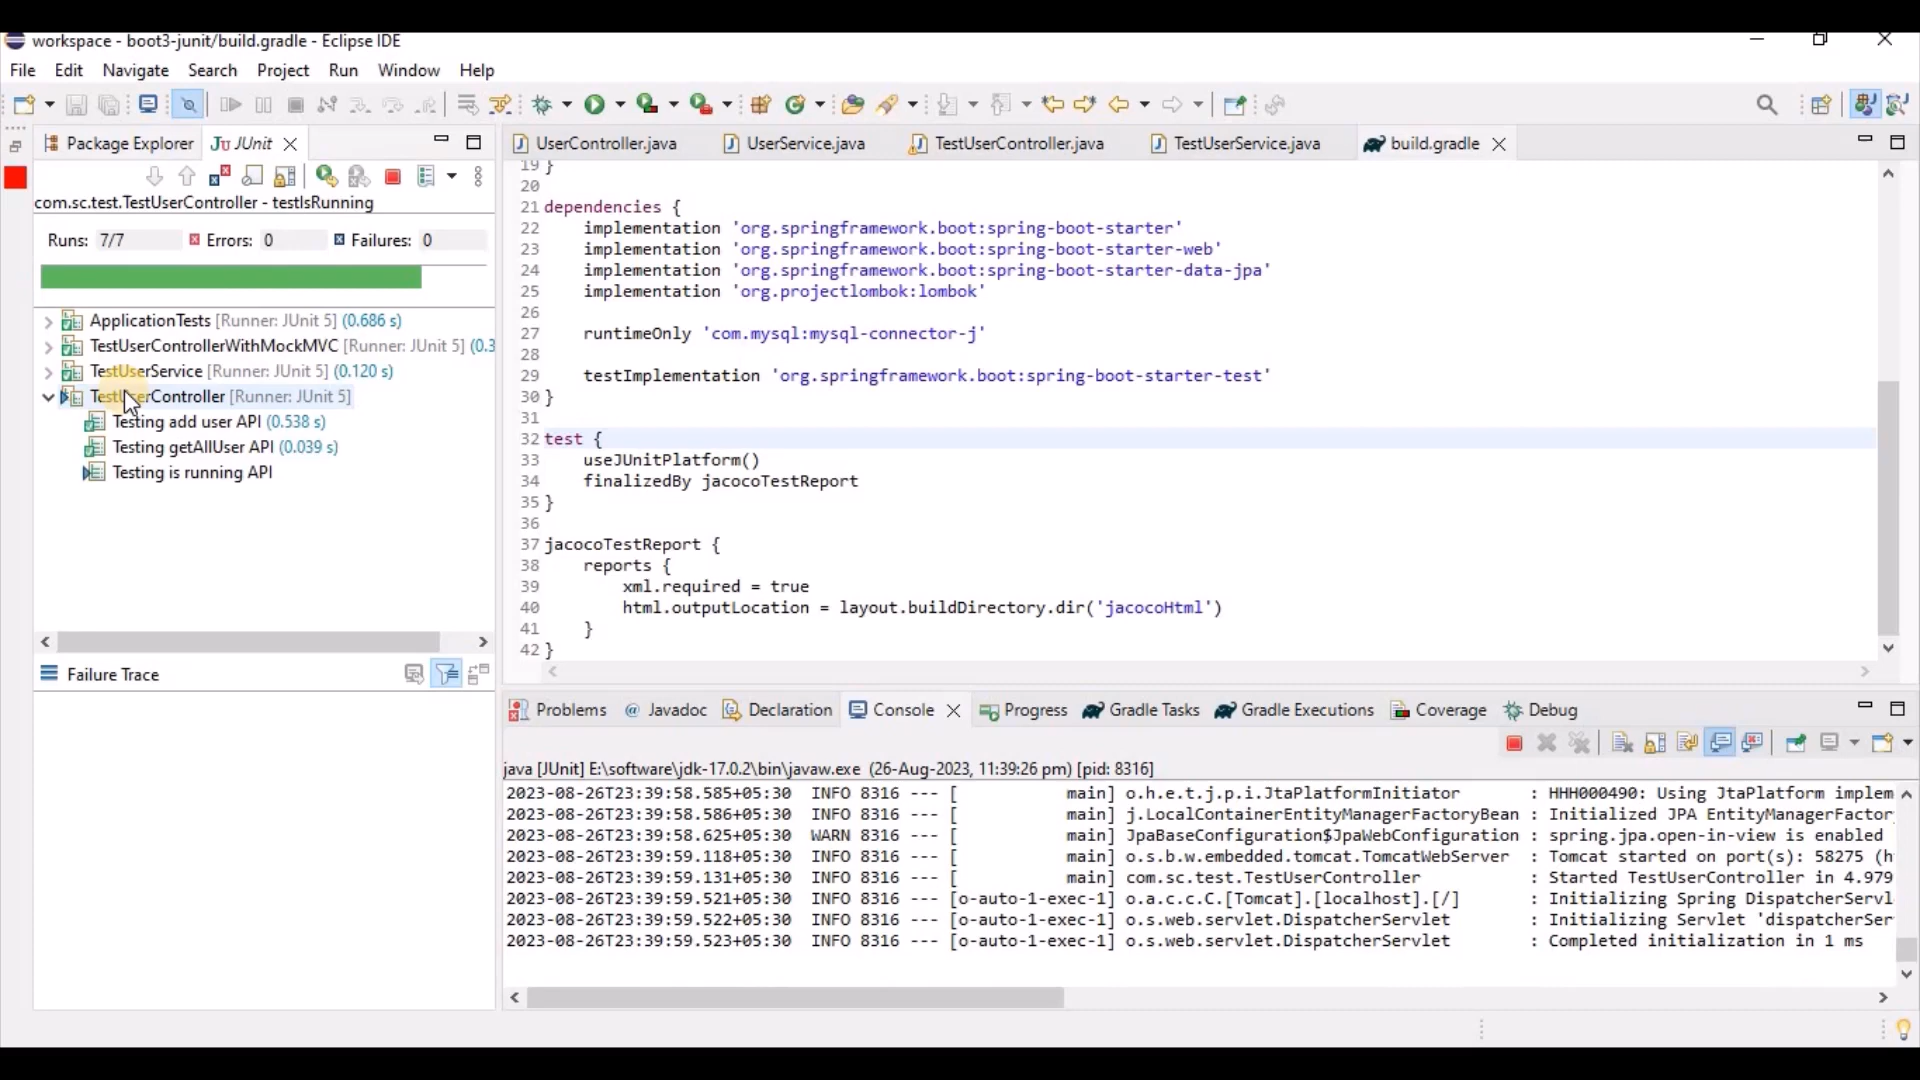 workspace - boot3-junit/build.gradle - Eclipse IDE
File Edit Navigate Search Project Run Window Help
Package Explorer JUnit
UserController.java UserService.java TestUserController.java TestUserService.java build.gradle
com.sc.test.TestUserController - testIsRunning
Runs: 7/7 Errors: 0 Failures: 0
ApplicationTests [Runner: JUnit 5] (0.686 s)
TestUserControllerWithMockMVC [Runner: JUnit 5] (0.3
TestUserService [Runner: JUnit 5] (0.120 s)
TestUserController [Runner: JUnit 5]
Testing add user API (0.538 s)
Testing getAllUser API (0.039 s)
Testing is running API
Failure Trace
19 }
20
21 dependencies {
22 implementation 'org.springframework.boot:spring-boot-starter'
23 implementation 'org.springframework.boot:spring-boot-starter-web'
24 implementation 'org.springframework.boot:spring-boot-starter-data-jpa'
25 implementation 'org.projectlombok:lombok'
26
27 runtimeOnly 'com.mysql:mysql-connector-j'
28
29 testImplementation 'org.springframework.boot:spring-boot-starter-test'
30 }
31
32 test {
33 useJUnitPlatform()
34 finalizedBy jacocoTestReport
35 }
36
37 jacocoTestReport {
38 reports {
39 xml.required = true
40 html.outputLocation = layout.buildDirectory.dir('jacocoHtml')
41 }
42 }
Problems Javadoc Declaration Console Progress Gradle Tasks Gradle Executions Coverage Debug
java [JUnit] E:\software\jdk-17.0.2\bin\javaw.exe (26-Aug-2023, 11:39:26 pm) [pid: 8316]
2023-08-26T23:39:58.585+05:30 INFO 8316 --- [ main] o.h.e.t.j.p.i.JtaPlatformInitiator : HHH000490: Using JtaPlatform implem
2023-08-26T23:39:58.586+05:30 INFO 8316 --- [ main] j.LocalContainerEntityManagerFactoryBean : Initialized JPA EntityManagerFactor
2023-08-26T23:39:58.625+05:30 WARN 8316 --- [ main] JpaBaseConfiguration$JpaWebConfiguration : spring.jpa.open-in-view is enabled
2023-08-26T23:39:59.118+05:30 INFO 8316 --- [ main] o.s.b.w.embedded.tomcat.TomcatWebServer : Tomcat started on port(s): 58275 (h
2023-08-26T23:39:59.131+05:30 INFO 8316 --- [ main] com.sc.test.TestUserController : Started TestUserController in 4.979
2023-08-26T23:39:59.521+05:30 INFO 8316 --- [o-auto-1-exec-1] o.a.c.c.C.[Tomcat].[localhost].[/] : Initializing Spring DispatcherServl
2023-08-26T23:39:59.522+05:30 INFO 8316 --- [o-auto-1-exec-1] o.s.web.servlet.DispatcherServlet : Initializing Servlet 'dispatcherSer
2023-08-26T23:39:59.523+05:30 INFO 8316 --- [o-auto-1-exec-1] o.s.web.servlet.DispatcherServlet : Completed initialization in 1 ms